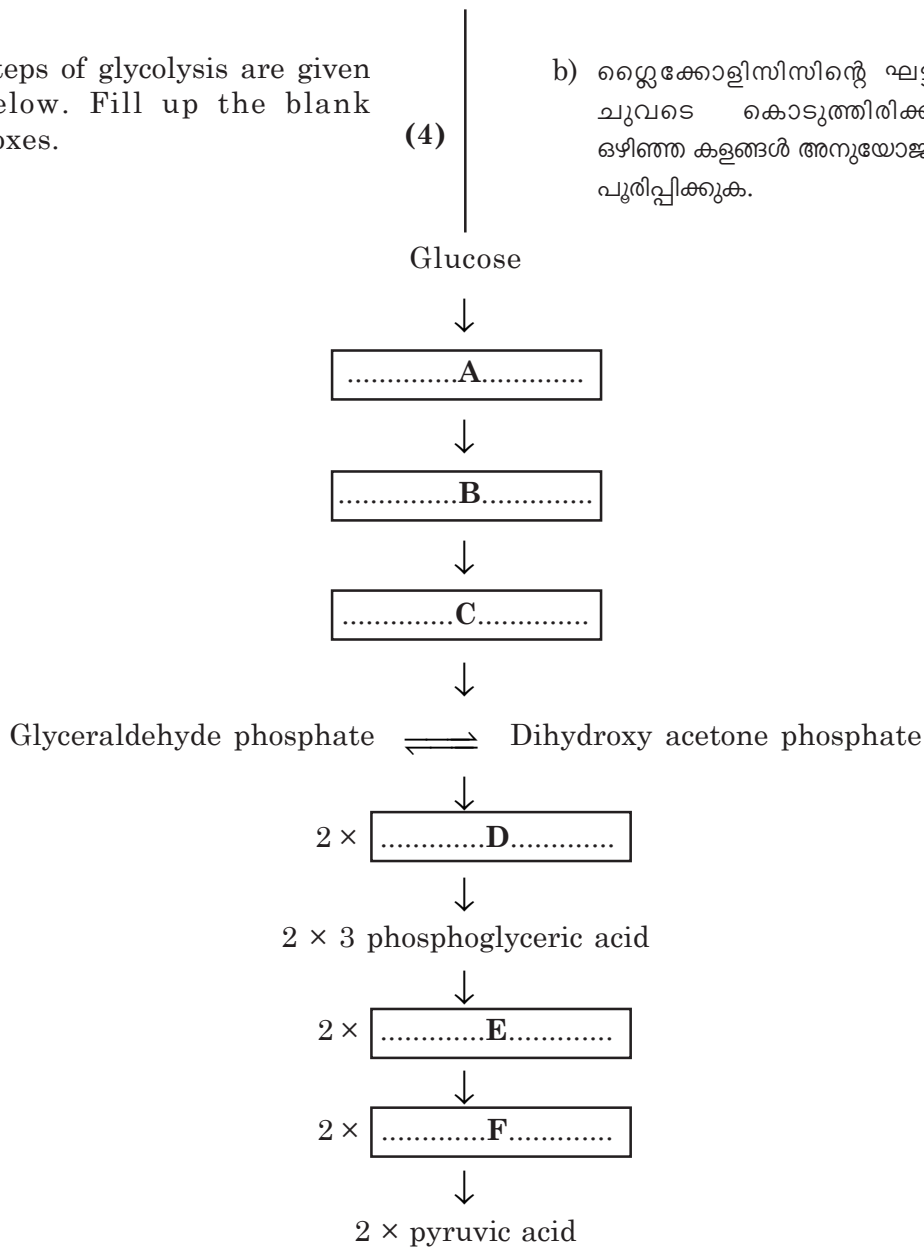 teps of glycolysis are given
elow. Fill up the blank
oxes.
(4)
b) ഗ്ലൈക്കോളിസിസിന്റെ ഘട്ട
ചുവടെ കൊടുത്തിരിക്ക
ഒഴിഞ്ഞ കളങ്ങൾ അനുയോജ
പൂരിപ്പിക്കുക.
Glucose
↓
..............A.............
↓
...............B..............
↓
..............C..............
↓
Glyceraldehyde phosphate ⇌ Dihydroxy acetone phosphate
↓
2 × .............D.............
↓
2 × 3 phosphoglyceric acid
↓
2 × .............E.............
↓
2 × .............F.............
↓
2 × pyruvic acid